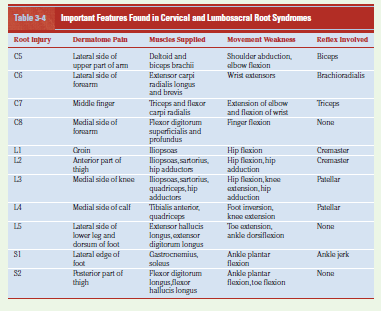 Table 3-4 Important Features Found in Cervical and Lumbosacral Root Syndromes
Root Injury Dermatome Pain Muscles Supplied Movement Weakness Reflex Involved
C5 Lateral side of Deltoid and Shoulder abduction, Biceps
upper part of arm biceps brachii elbow flexion
C6 Lateral side of Extensor carpi Wrist extensors Brachioradialis
forearm radialis longus
and brevis
C7 Middle finger Triceps and flexor Extension of elbow Triceps
carpi radialis and flexion of wrist
C8 Medial side of Flexor digitorum Finger flexion None
forearm superficialis and
profundus
L1 Groin Iliopsoas Hip flexion Cremaster
L2 Anterior part of Iliopsoas, sartorius, Hip flexion, hip Cremaster
thigh hip adductors adduction
L3 Medial side of knee Iliopsoas, sartorius, Hip flexion, knee Patellar
quadriceps, hip extension, hip
adductors adduction
L4 Medial side of calf Tibialis anterior, Foot inversion, Patellar
quadriceps knee extension
L5 Lateral side of Extensor hallucis Toe extension, None
lower leg and longus, extensor ankle dorsiflexion
dorsum of foot digitorum longus
S1 Lateral edge of Gastrocnemius, Ankle plantar Ankle jerk
foot soleus flexion
S2 Posterior part of Flexor digitorum Ankle plantar None
thigh longus, flexor flexion, toe flexion
hallucis longus